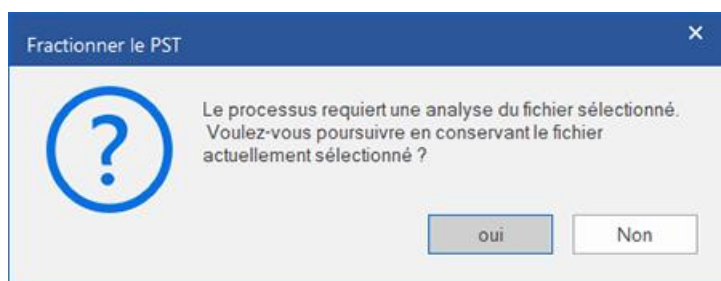 Fractionner le PST
Le processus requiert une analyse du fichier sélectionné.
Voulez-vous poursuivre en conservant le fichier
actuellement sélectionné ?
oui
Non